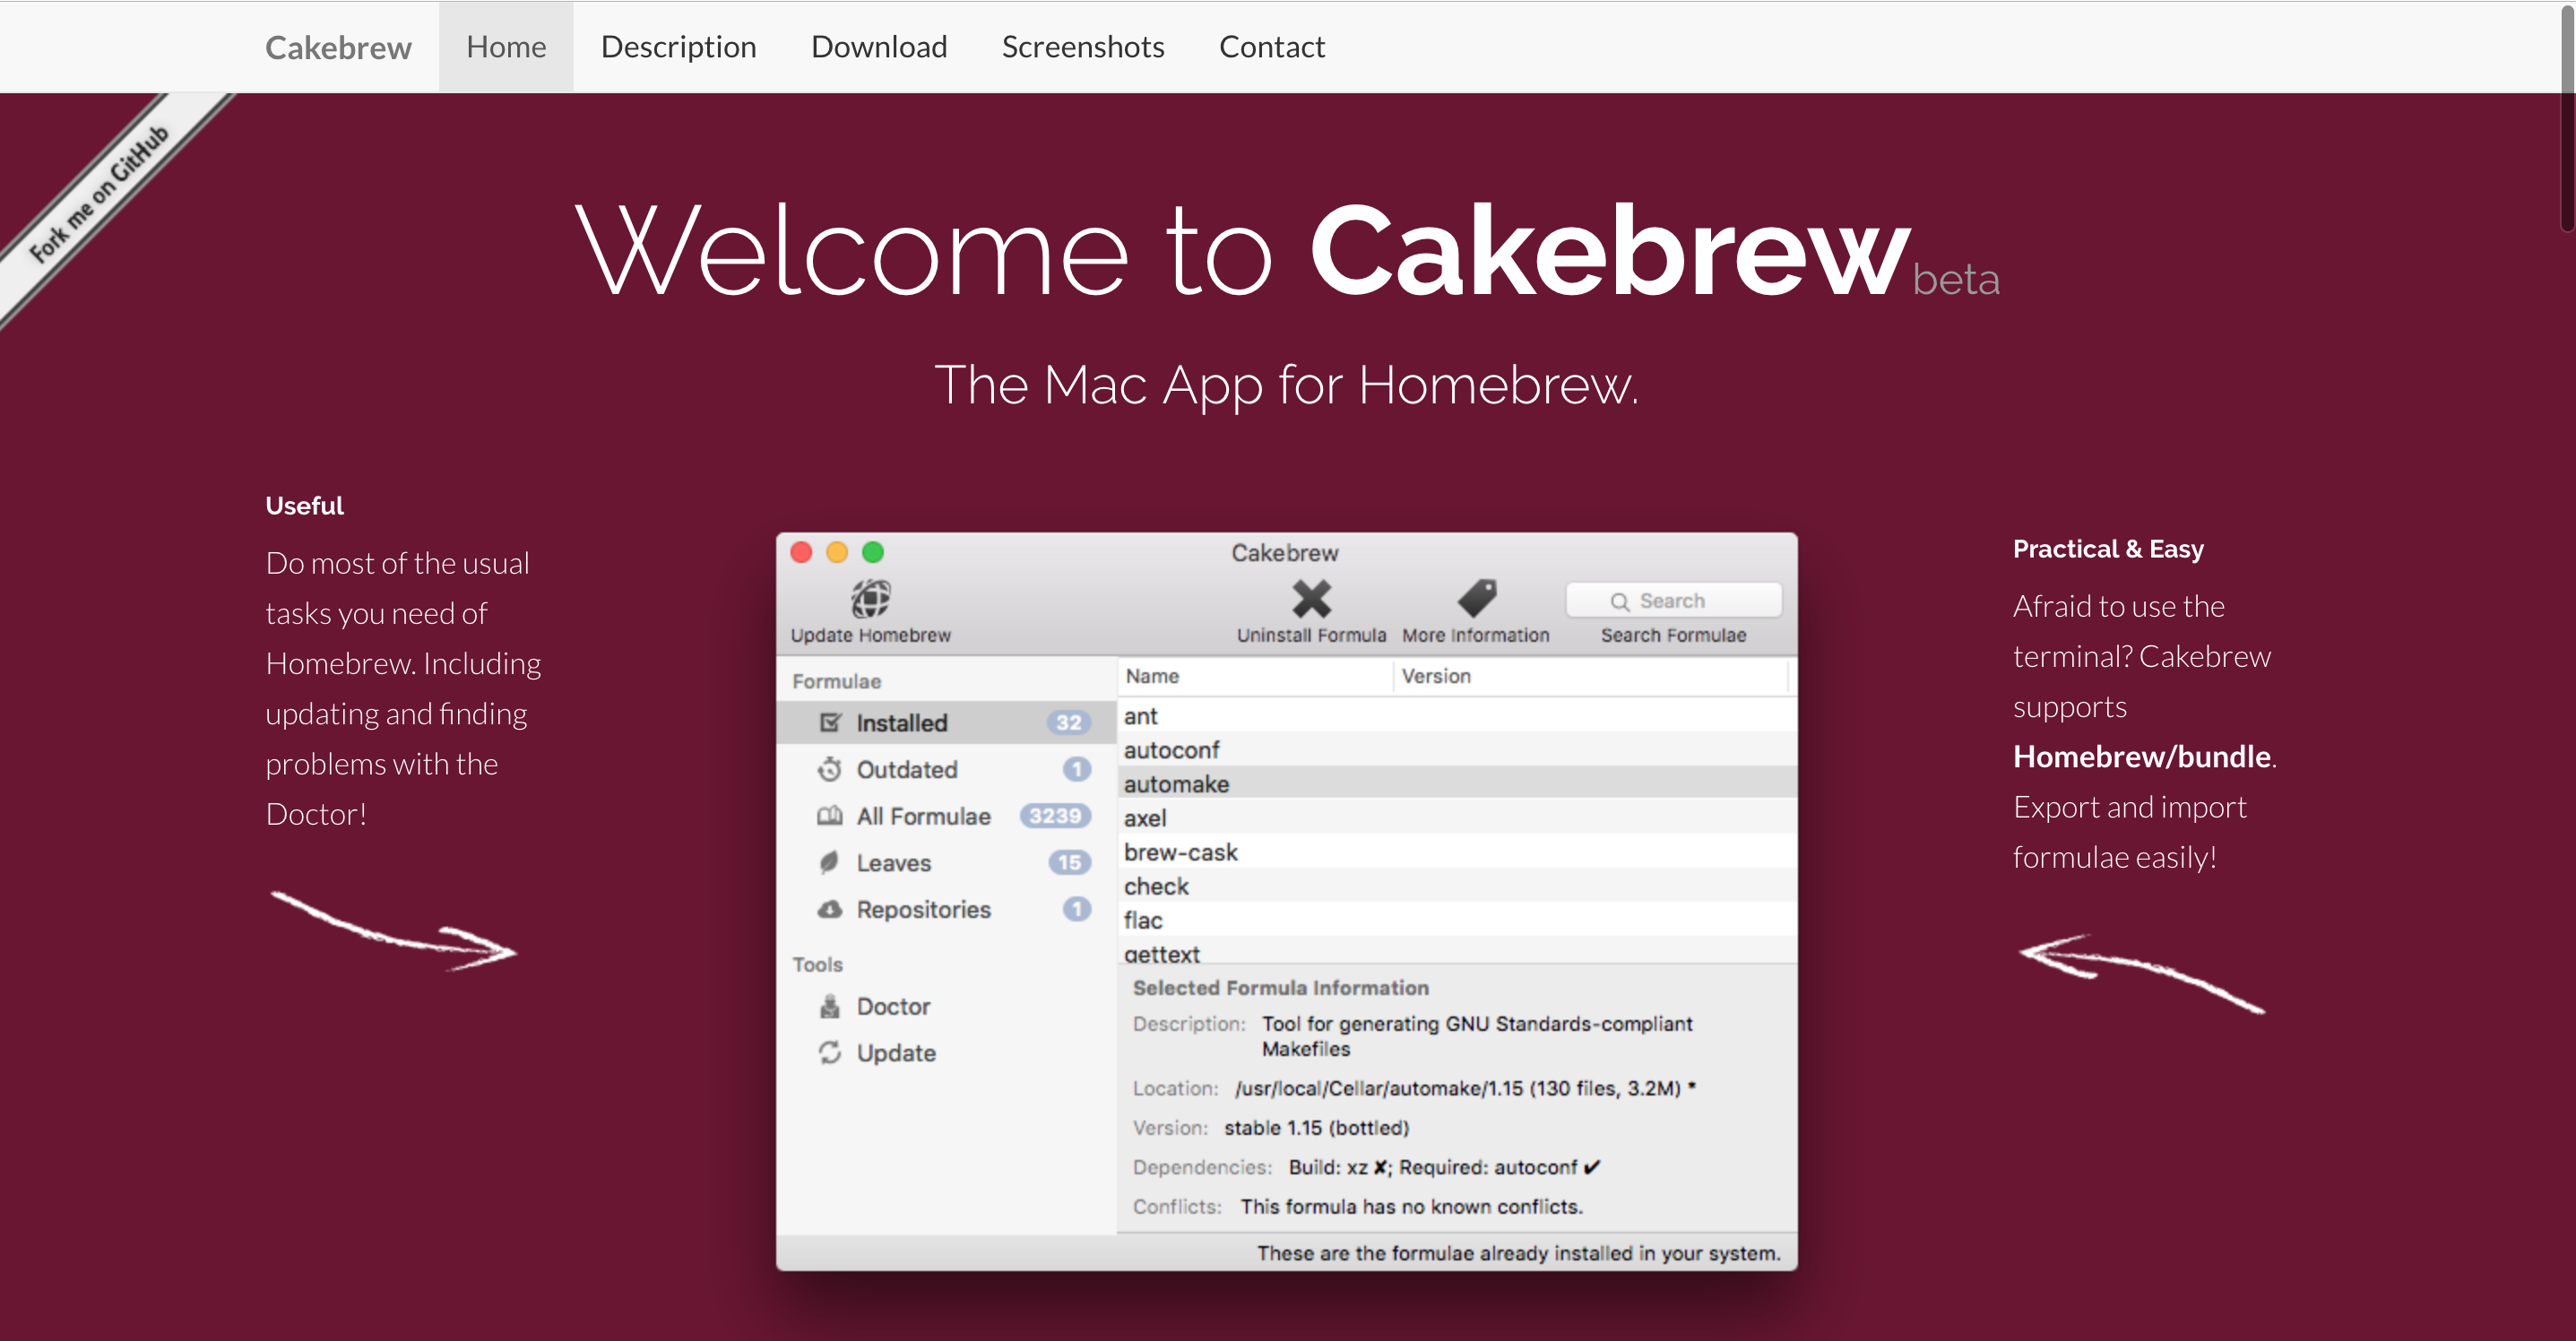 Cakebrew Home Description Download Screenshots Contact
Fork me on GitHub
Welcome to Cakebrew beta
The Mac App for Homebrew.
Useful
Do most of the usual
tasks you need of
Homebrew. Including
updating and finding
problems with the
Doctor!
Cakebrew
Update Homebrew
Uninstall Formula
More Information
Search
Search Formulae
Formulae
Installed 32
Outdated 1
All Formulae 3239
Leaves 15
Repositories 1
Tools
Doctor
Update
Name Version
ant
autoconf
automake
axel
brew-cask
check
flac
gettext
Selected Formula Information
Description: Tool for generating GNU Standards-compliant
Makefiles
Location: /usr/local/Cellar/automake/1.15 (130 files, 3.2M) *
Version: stable 1.15 (bottled)
Dependencies: Build: xz ✘; Required: autoconf ✔
Conflicts: This formula has no known conflicts.
These are the formulae already installed in your system.
Practical & Easy
Afraid to use the
terminal? Cakebrew
supports
Homebrew/bundle.
Export and import
formulae easily!